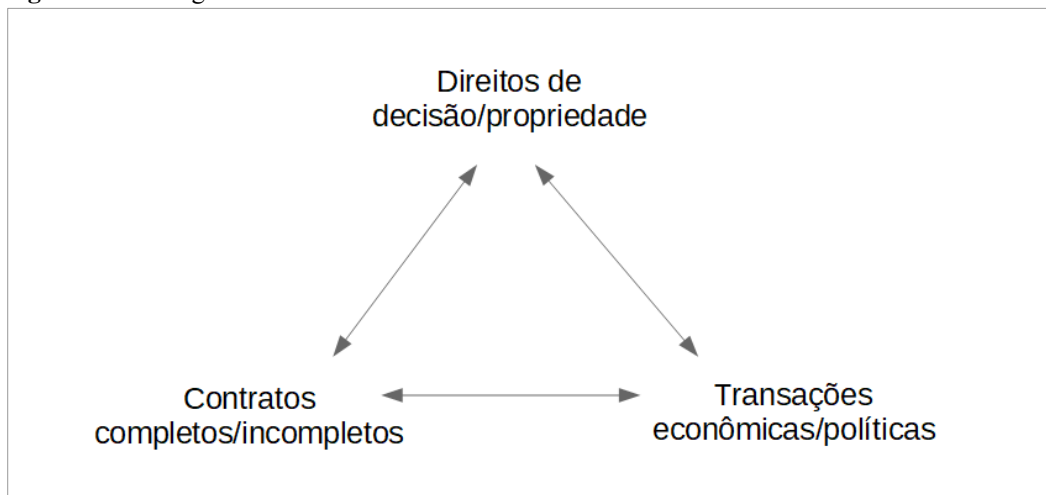 Direitos de
decisão/propriedade
Contratos
completos/incompletos
Transações
econômicas/políticas